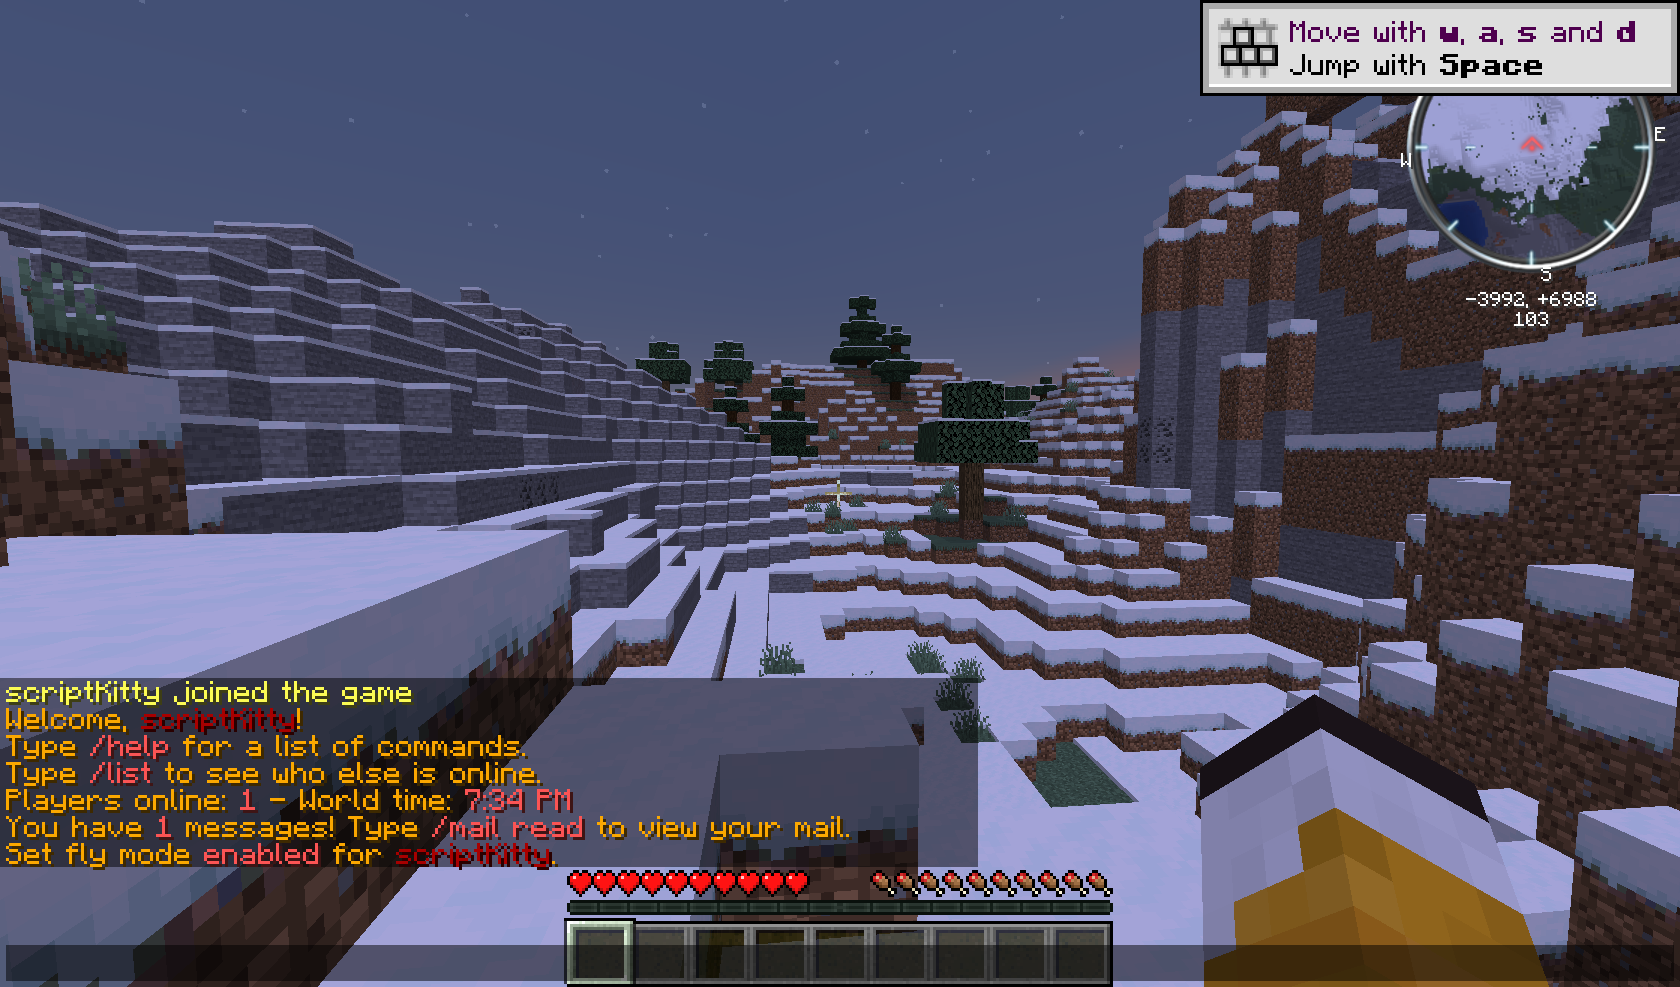 Move with w, a, s and d
Jump with Space
E
W
S
-3992, +6988
103
scriptKitty joined the game
Welcome, scriptKitty!
Type /help for a list of commands.
Type /list to see who else is online.
Players online: 1 - World time: 7:34 PM
You have 1 messages! Type /mail read to view your mail.
Set fly mode enabled for scriptKitty.